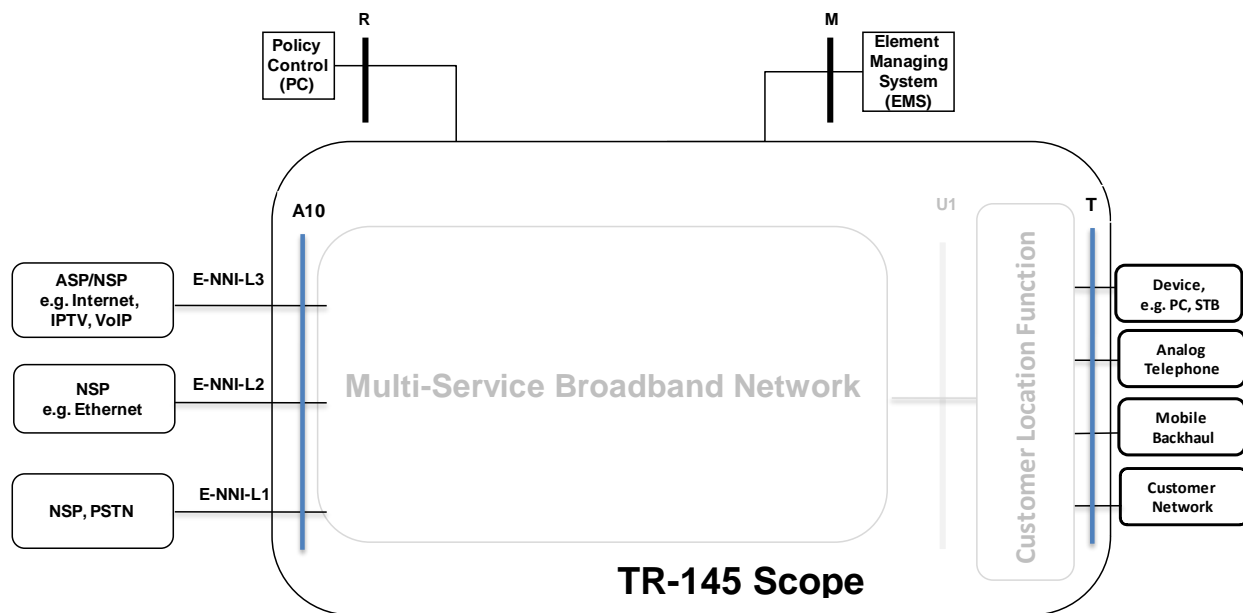 R
M
Policy
Control
(PC)
Element
Managing
System
(EMS)
A10
U1
T
ASP/NSP
e.g. Internet,
IPTV, VoIP
E-NNI-L3
NSP
e.g. Ethernet
E-NNI-L2
NSP, PSTN
E-NNI-L1
Multi-Service Broadband Network
Customer Location Function
Device,
e.g. PC, STB
Analog
Telephone
Mobile
Backhaul
Customer
Network
TR-145 Scope